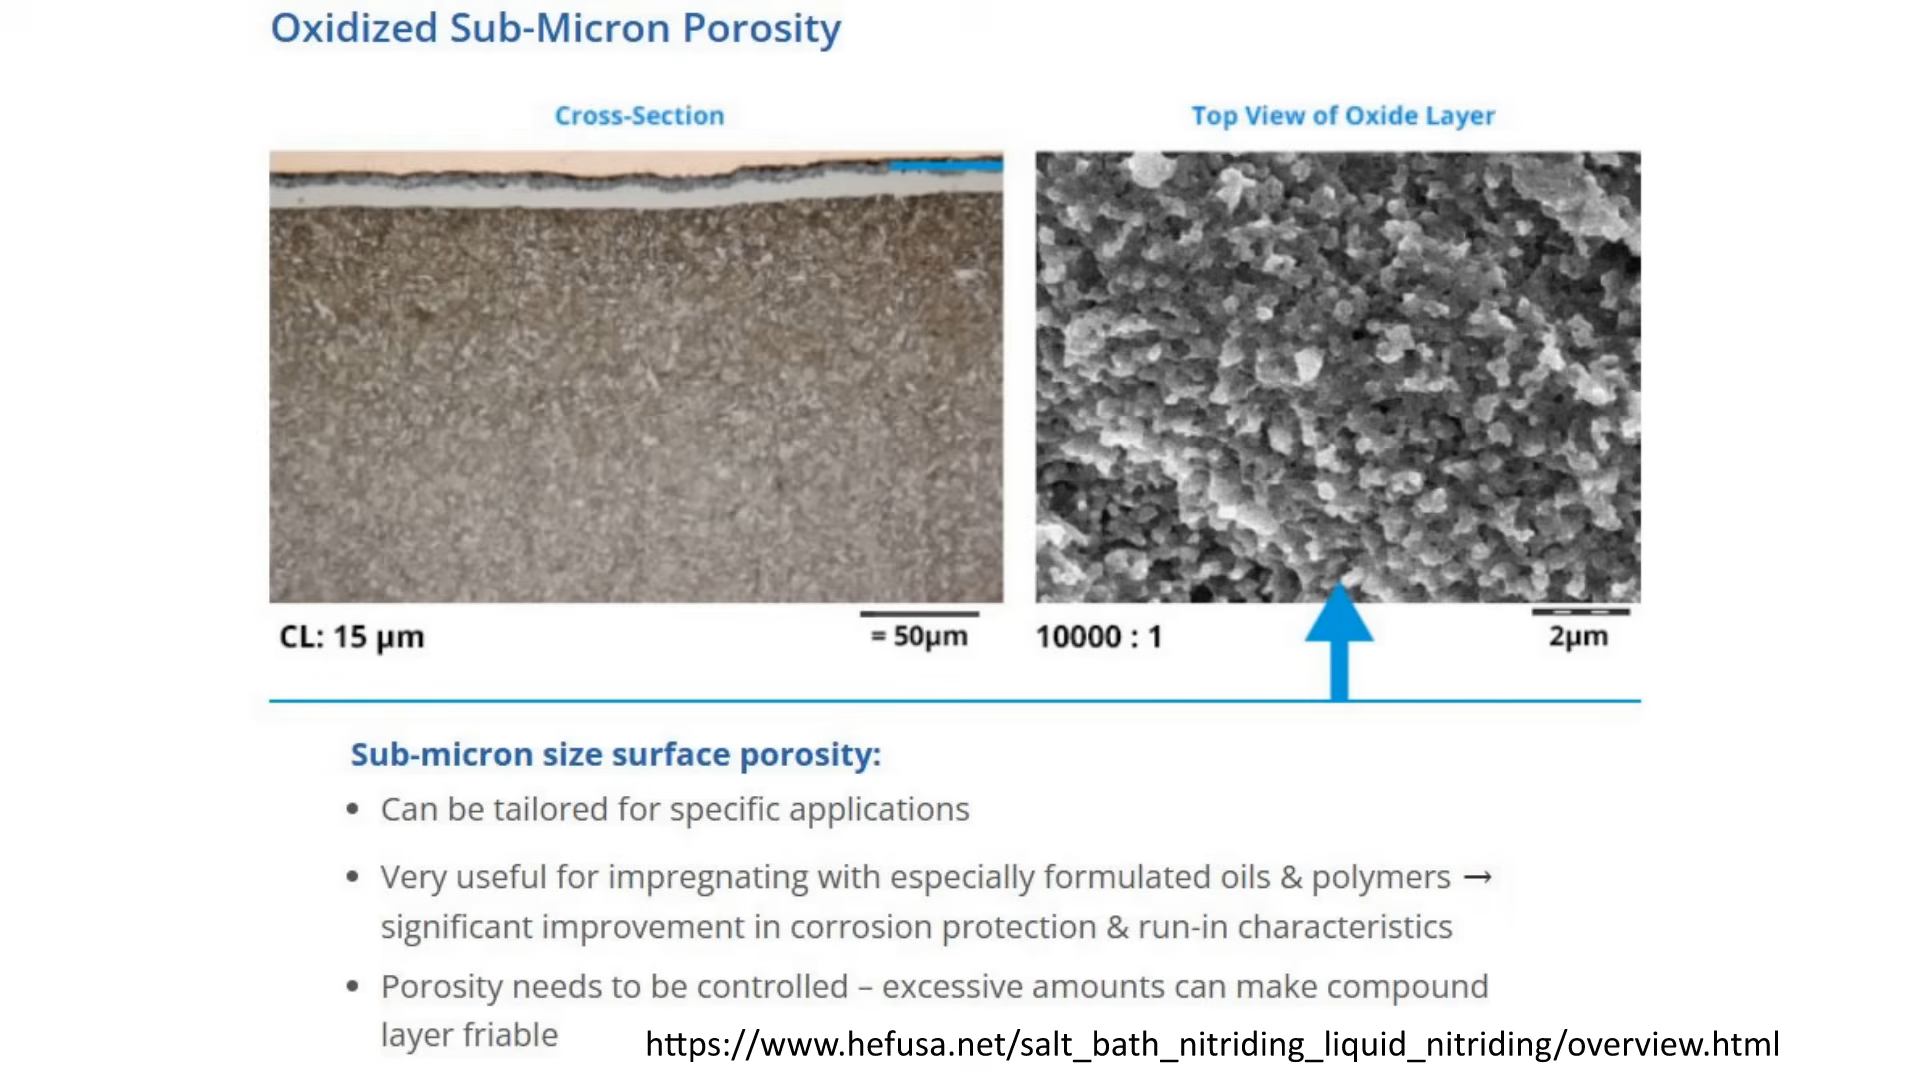 Oxidized Sub-Micron Porosity
Cross-Section
Top View of Oxide Layer
CL: 15 µm
= 50µm
10000 : 1
2µm
Sub-micron size surface porosity:
• Can be tailored for specific applications
• Very useful for impregnating with especially formulated oils & polymers →
significant improvement in corrosion protection & run-in characteristics
• Porosity needs to be controlled – excessive amounts can make compound
layer friable
https://www.hefusa.net/salt_bath_nitriding_liquid_nitriding/overview.html